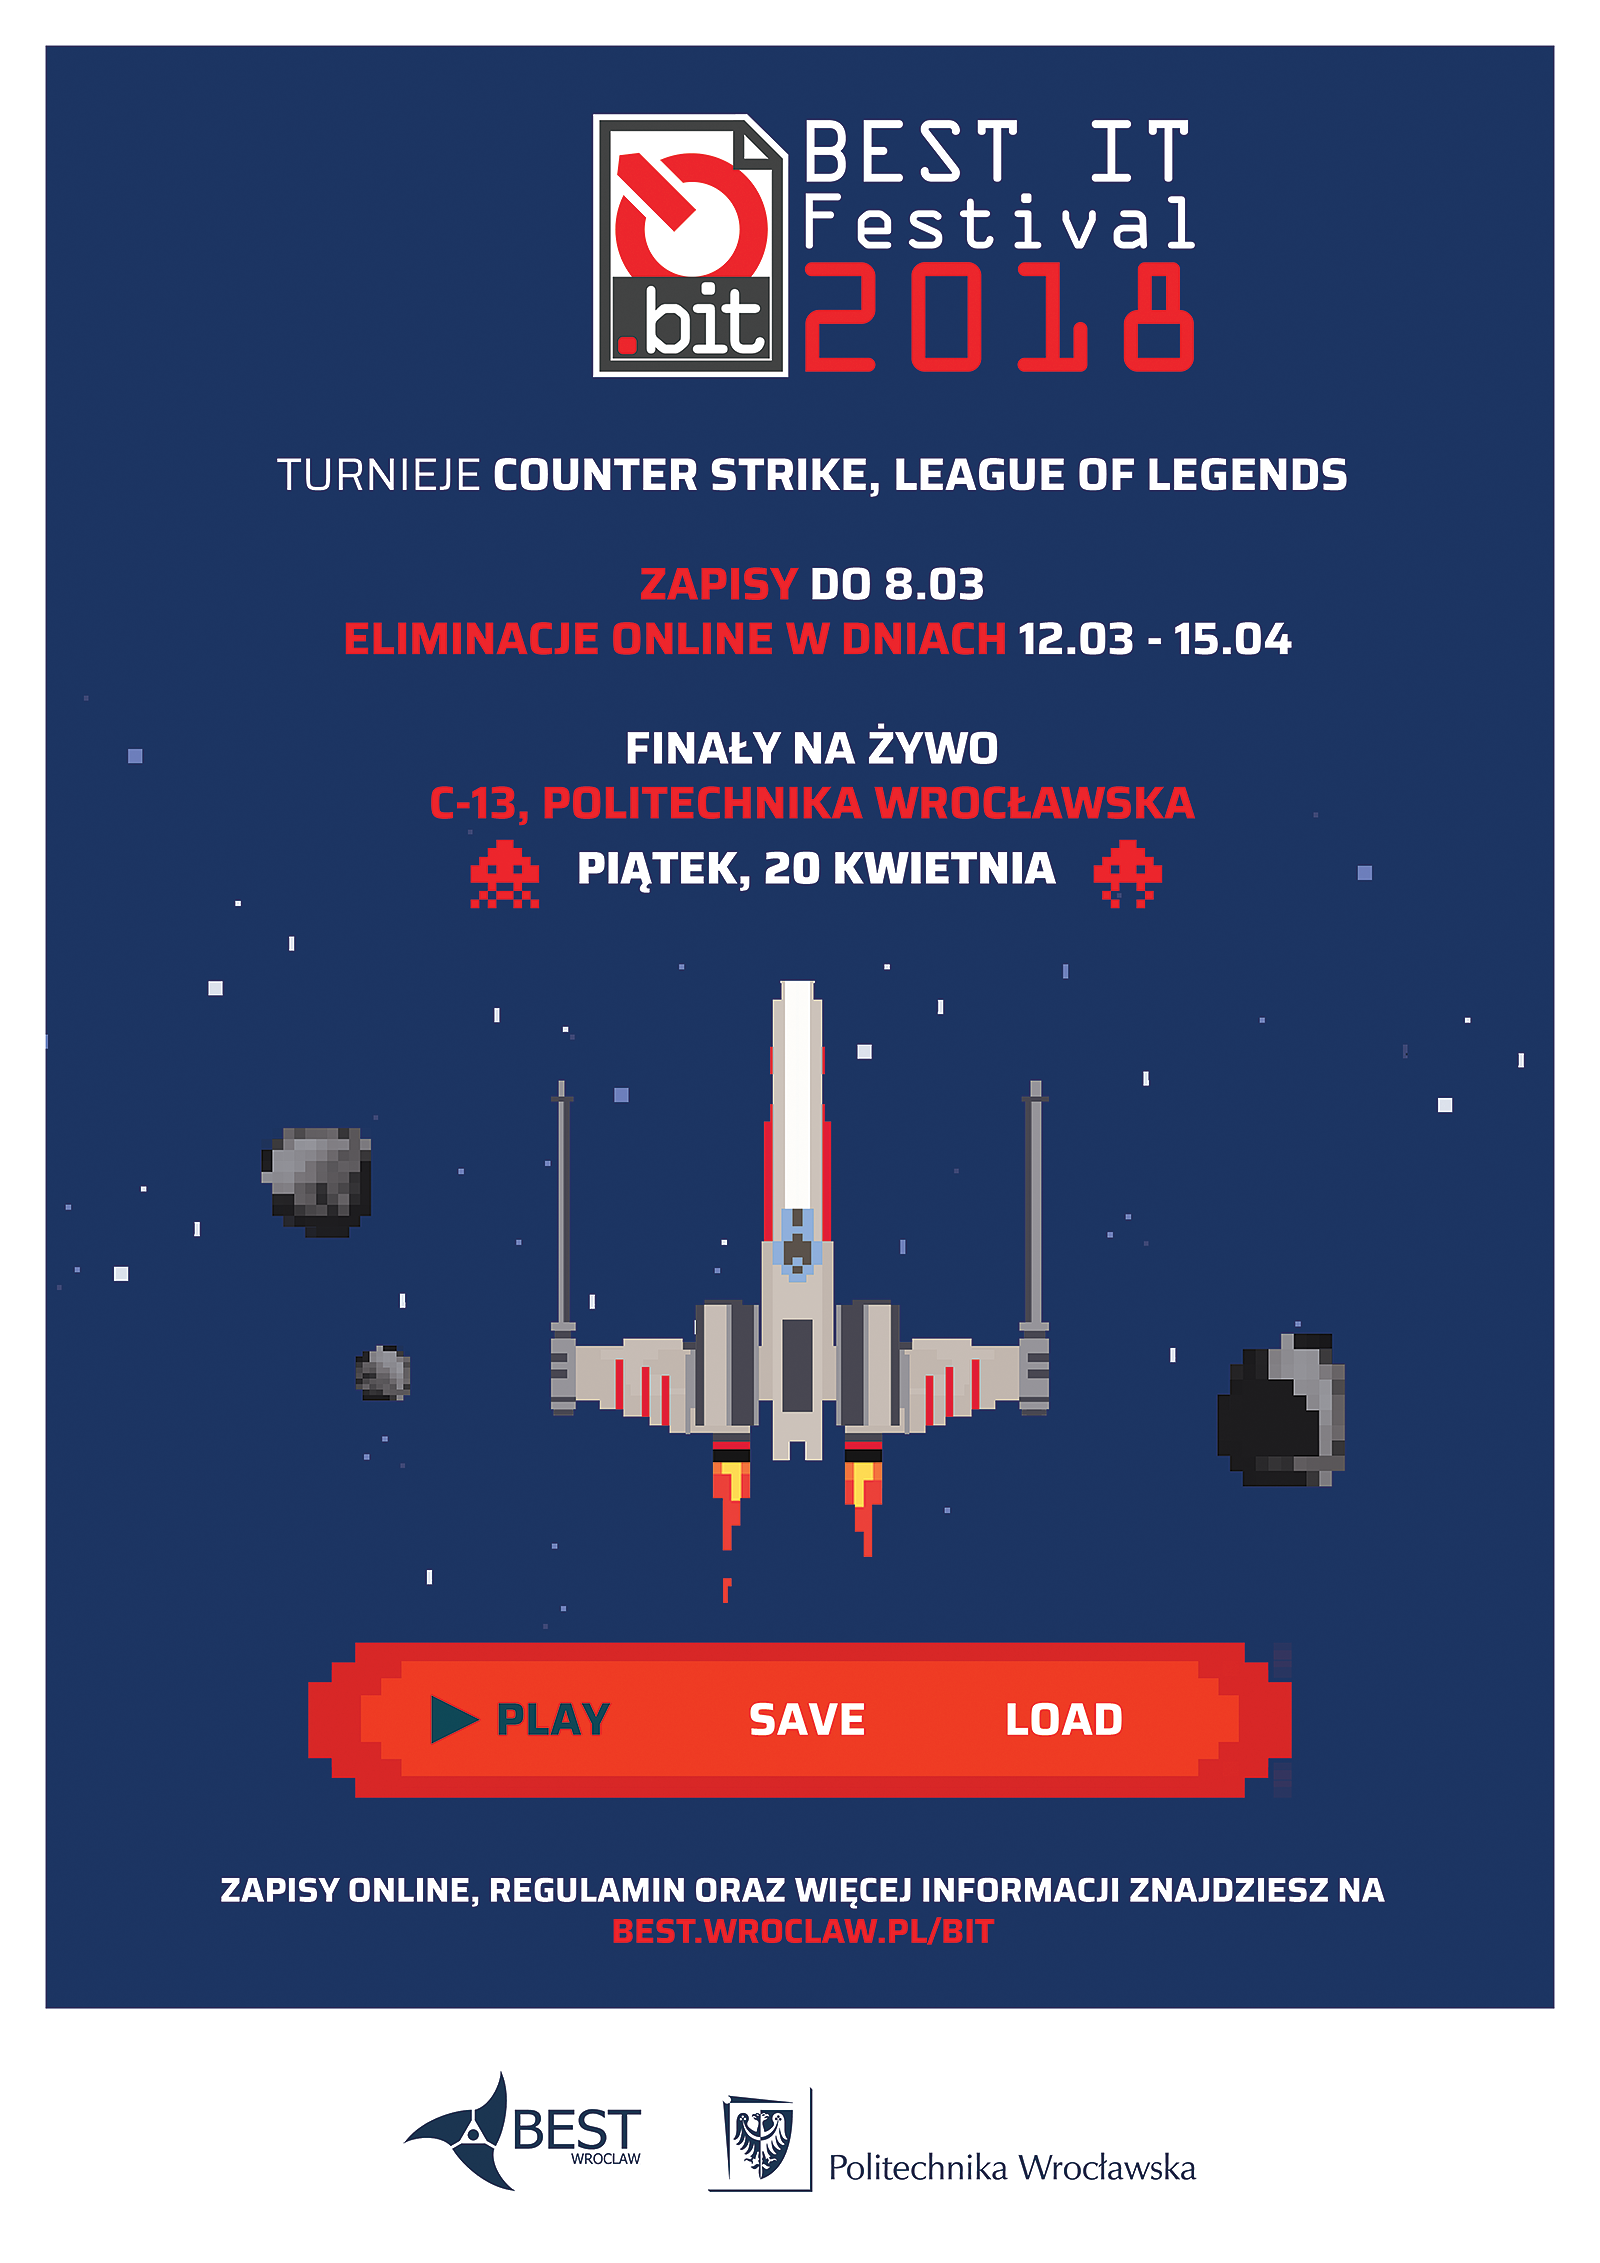 BEST IT
Festival
2018
.bit
TURNIEJE COUNTER STRIKE, LEAGUE OF LEGENDS
ZAPISY DO 8.03
ELIMINACJE ONLINE W DNIACH 12.03 - 15.04
FINAŁY NA ŻYWO
C-13, POLITECHNIKA WROCŁAWSKA
PIĄTEK, 20 KWIETNIA
PLAY SAVE LOAD
ZAPISY ONLINE, REGULAMIN ORAZ WIĘCEJ INFORMACJI ZNAJDZIESZ NA
BEST.WROCLAW.PL/BIT
BEST
WROCLAW
Politechnika Wrocławska